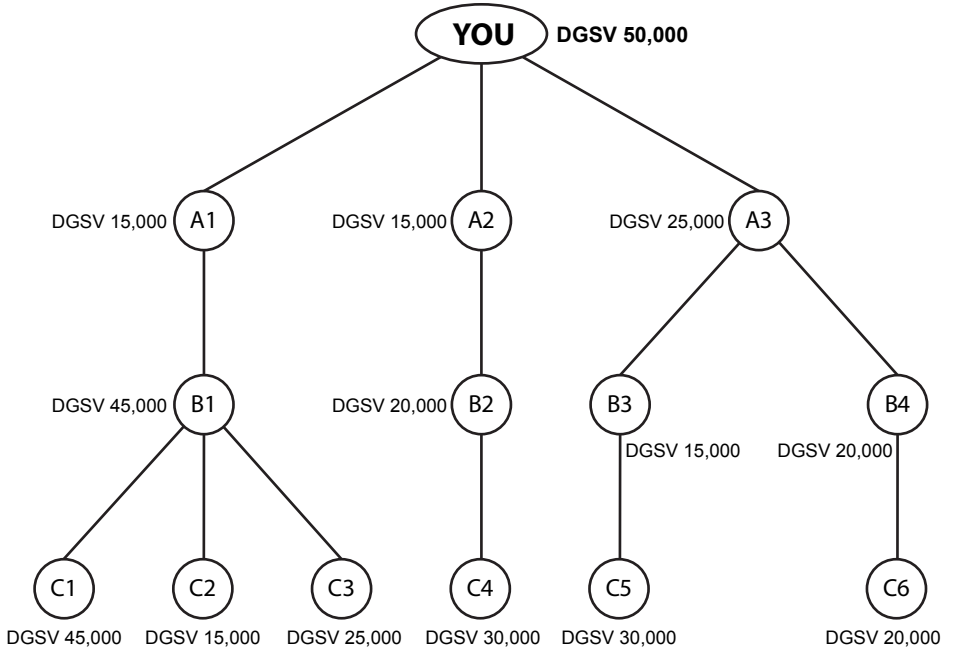 YOU DGSV 50,000
DGSV 15,000 A1 DGSV 15,000 A2 DGSV 25,000 A3
DGSV 45,000 B1 DGSV 20,000 B2 B3 B4
DGSV 15,000 DGSV 20,000
C1 C2 C3 C4 C5 C6
DGSV 45,000 DGSV 15,000 DGSV 25,000 DGSV 30,000 DGSV 30,000 DGSV 20,000